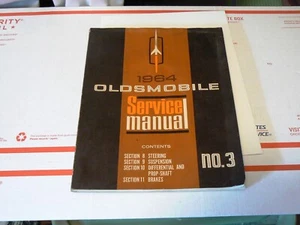 1964
OLDSMOBILE
Service
manual
CONTENTS
SECTION 8 STEERING
SECTION 9 SUSPENSION
SECTION 10 DIFFERENTIAL AND
PROP-SHAFT
SECTION 11 BRAKES
no.3